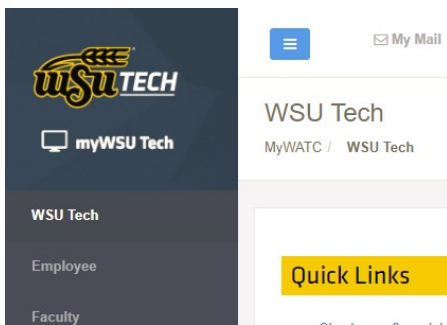 WSU TECH
myWSU Tech
WSU Tech
Employee
Faculty
My Mail
WSU Tech
MyWATC / WSU Tech
Quick Links